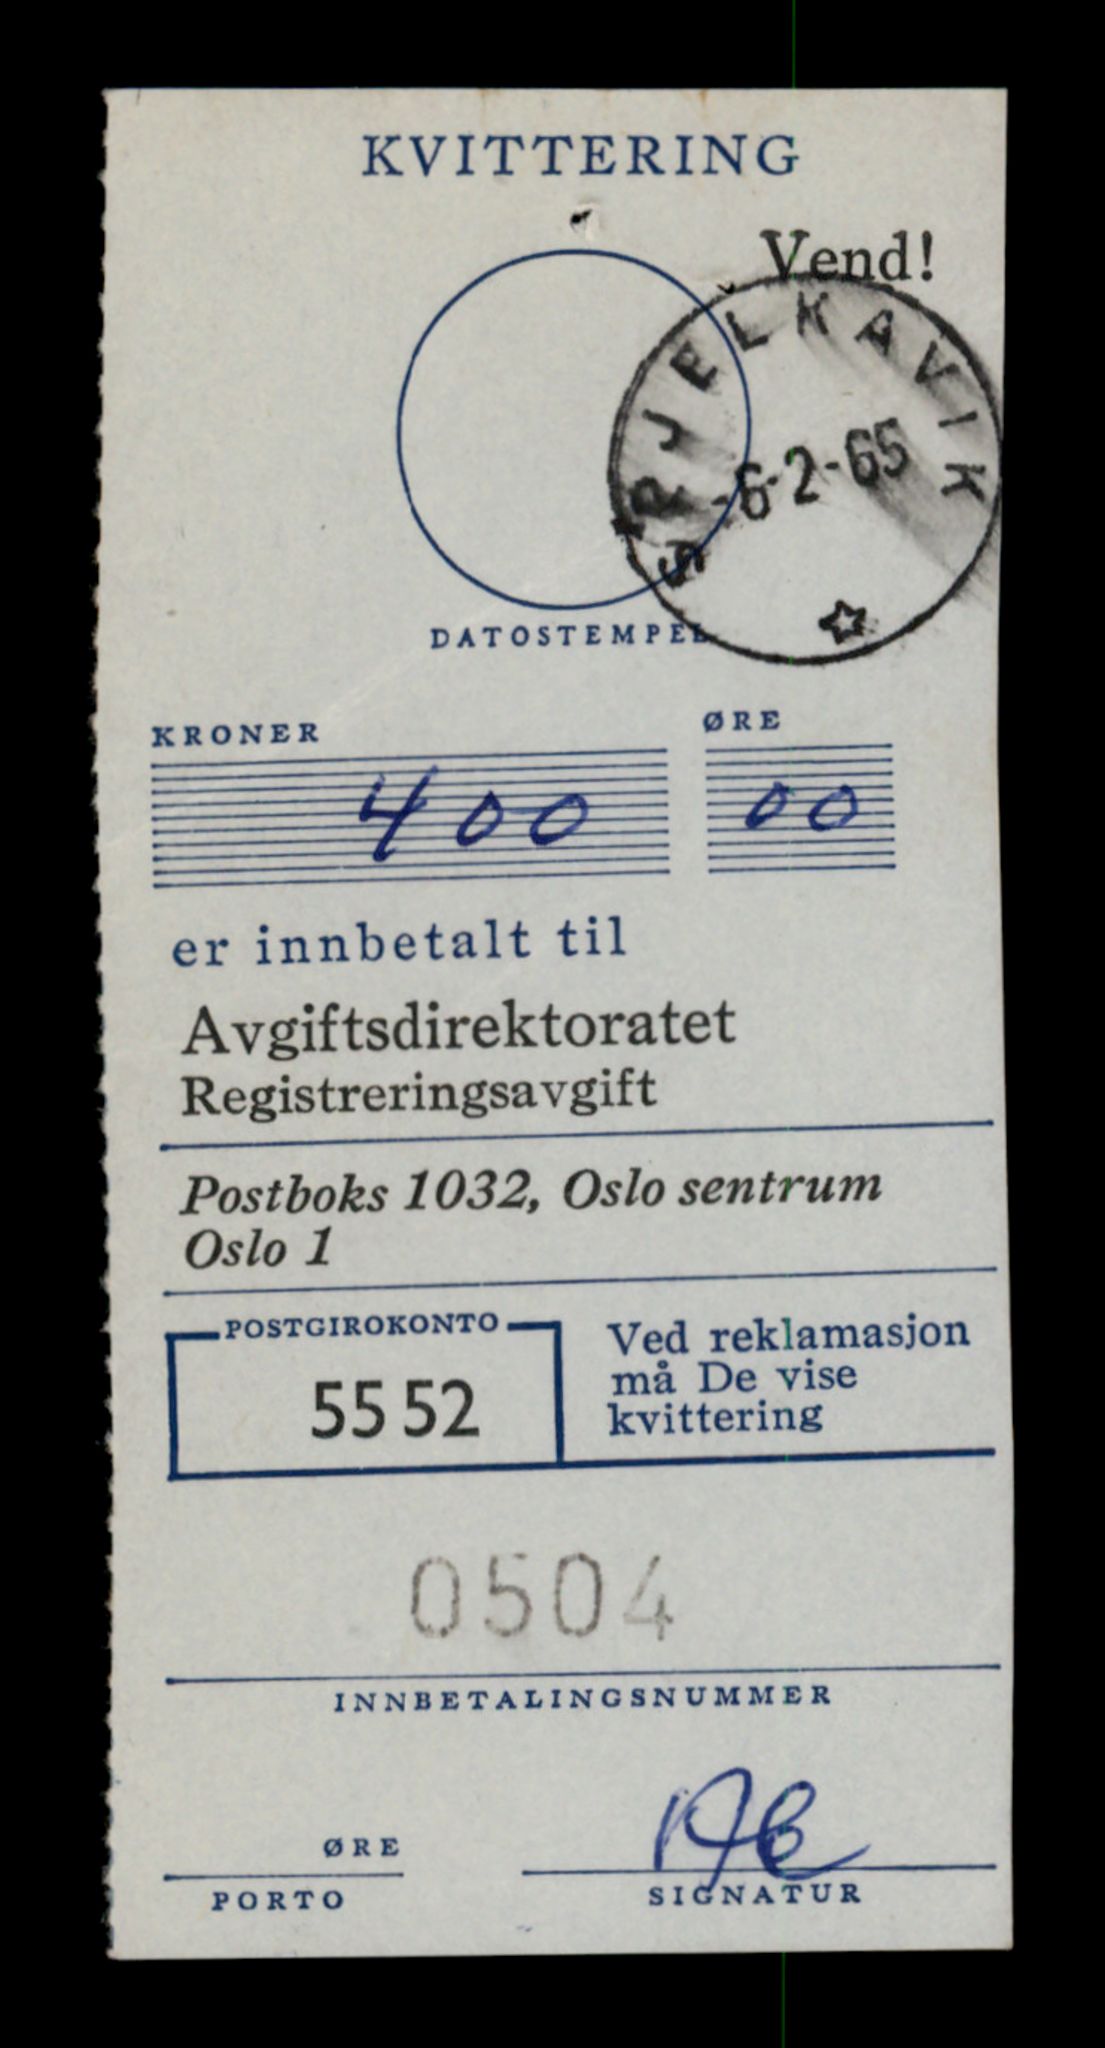 KVITTERING
Vend!
SPJELKAVIK
-6-2-65
DATOSTEMPEL
KRONER ØRE
400 00
er innbetalt til
Avgiftsdirektoratet
Registreringsavgift
Postboks 1032, Oslo sentrum
Oslo 1
POSTGIROKONTO
55 52
Ved reklamasjon
må De vise
kvittering
0504
INNBETALINGSNUMMER
ØRE
PORTO
SIGNATUR